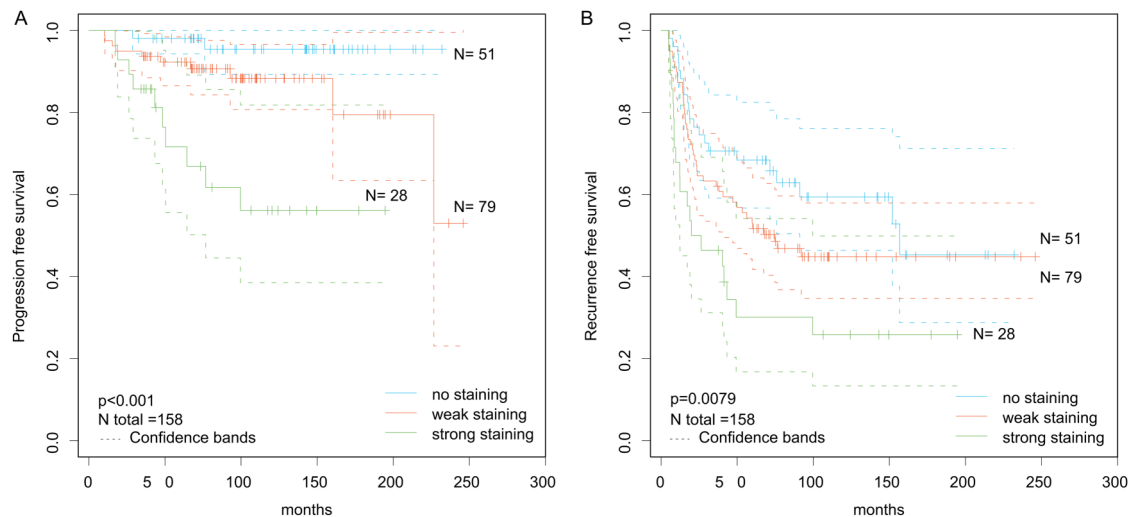 A
Progression free survival
1.0
0.8
0.6
0.4
0.2
0.0
N= 51
N= 28
N= 79
p<0.001
N total =158
Confidence bands
no staining
weak staining
strong staining
0 5 0 100 150 200 250 300
months
B
Recurrence free survival
1.0
0.8
0.6
0.4
0.2
0.0
N= 51
N= 79
N= 28
p=0.0079
N total =158
Confidence bands
no staining
weak staining
strong staining
0 5 0 100 150 200 250 300
months